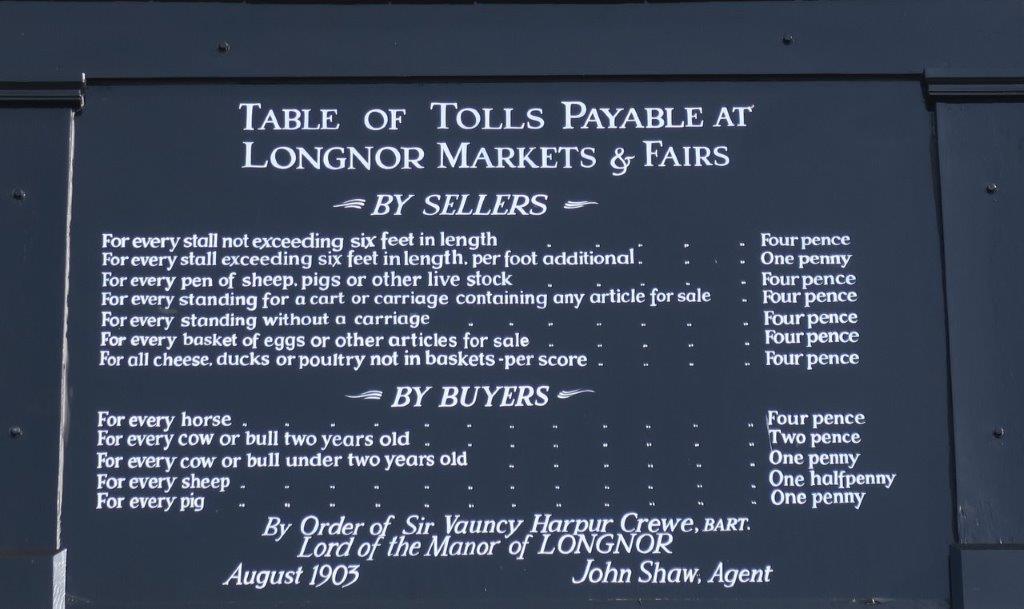 TABLE OF TOLLS PAYABLE AT
LONGNOR MARKETS & FAIRS
BY SELLERS
For every stall not exceeding six feet in length . . . . . Four pence
For every stall exceeding six feet in length, per foot additional . . . . One penny
For every pen of sheep, pigs or other live stock . . . . . Four pence
For every standing for a cart or carriage containing any article for sale . Four pence
For every standing without a carriage . . . . . . . Four pence
For every basket of eggs or other articles for sale . . . . . Four pence
For all cheese, ducks or poultry not in baskets - per score . . . . Four pence
BY BUYERS
For every horse . . . . . . . . . . . . Four pence
For every cow or bull two years old . . . . . . . . Two pence
For every cow or bull under two years old . . . . . . One penny
For every sheep . . . . . . . . . . . . One halfpenny
For every pig . . . . . . . . . . . . One penny
By Order of Sir Vauncy Harpur Crewe, BART.
Lord of the Manor of LONGNOR
August 1903 John Shaw, Agent